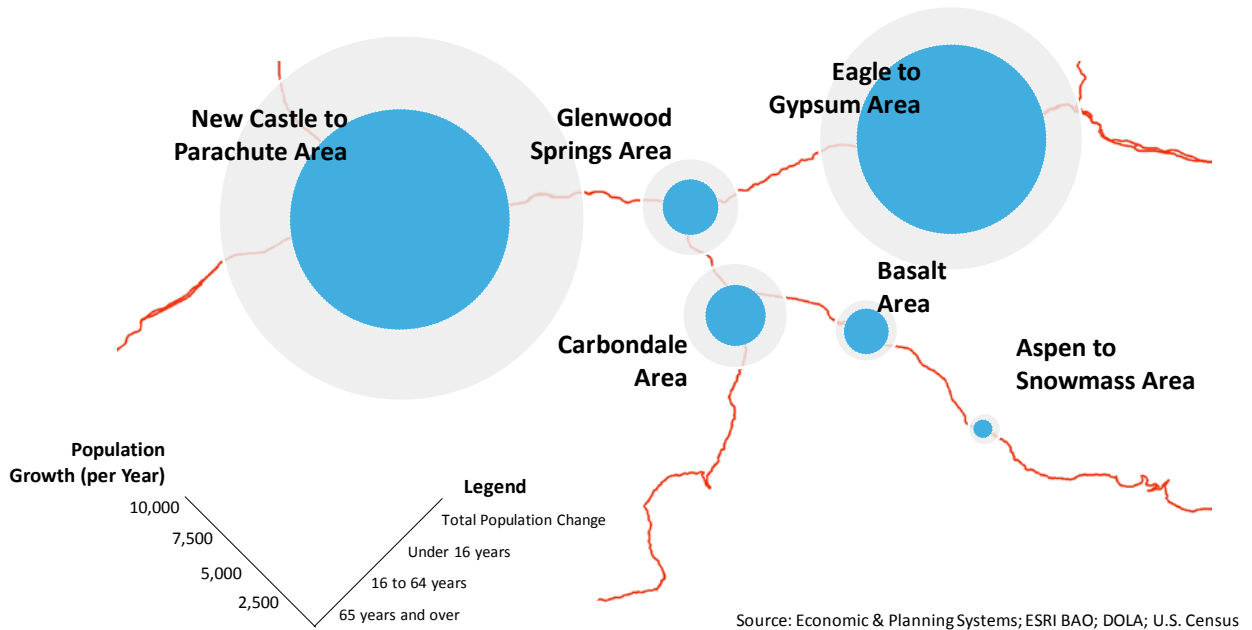 New Castle to
Parachute Area
Glenwood
Springs Area
Eagle to
Gypsum Area
Carbondale
Area
Basalt
Area
Aspen to
Snowmass Area
Population
Growth (per Year)
10,000
7,500
5,000
2,500
Legend
Total Population Change
Under 16 years
16 to 64 years
65 years and over
Source: Economic & Planning Systems; ESRI BAO; DOLA; U.S. Census